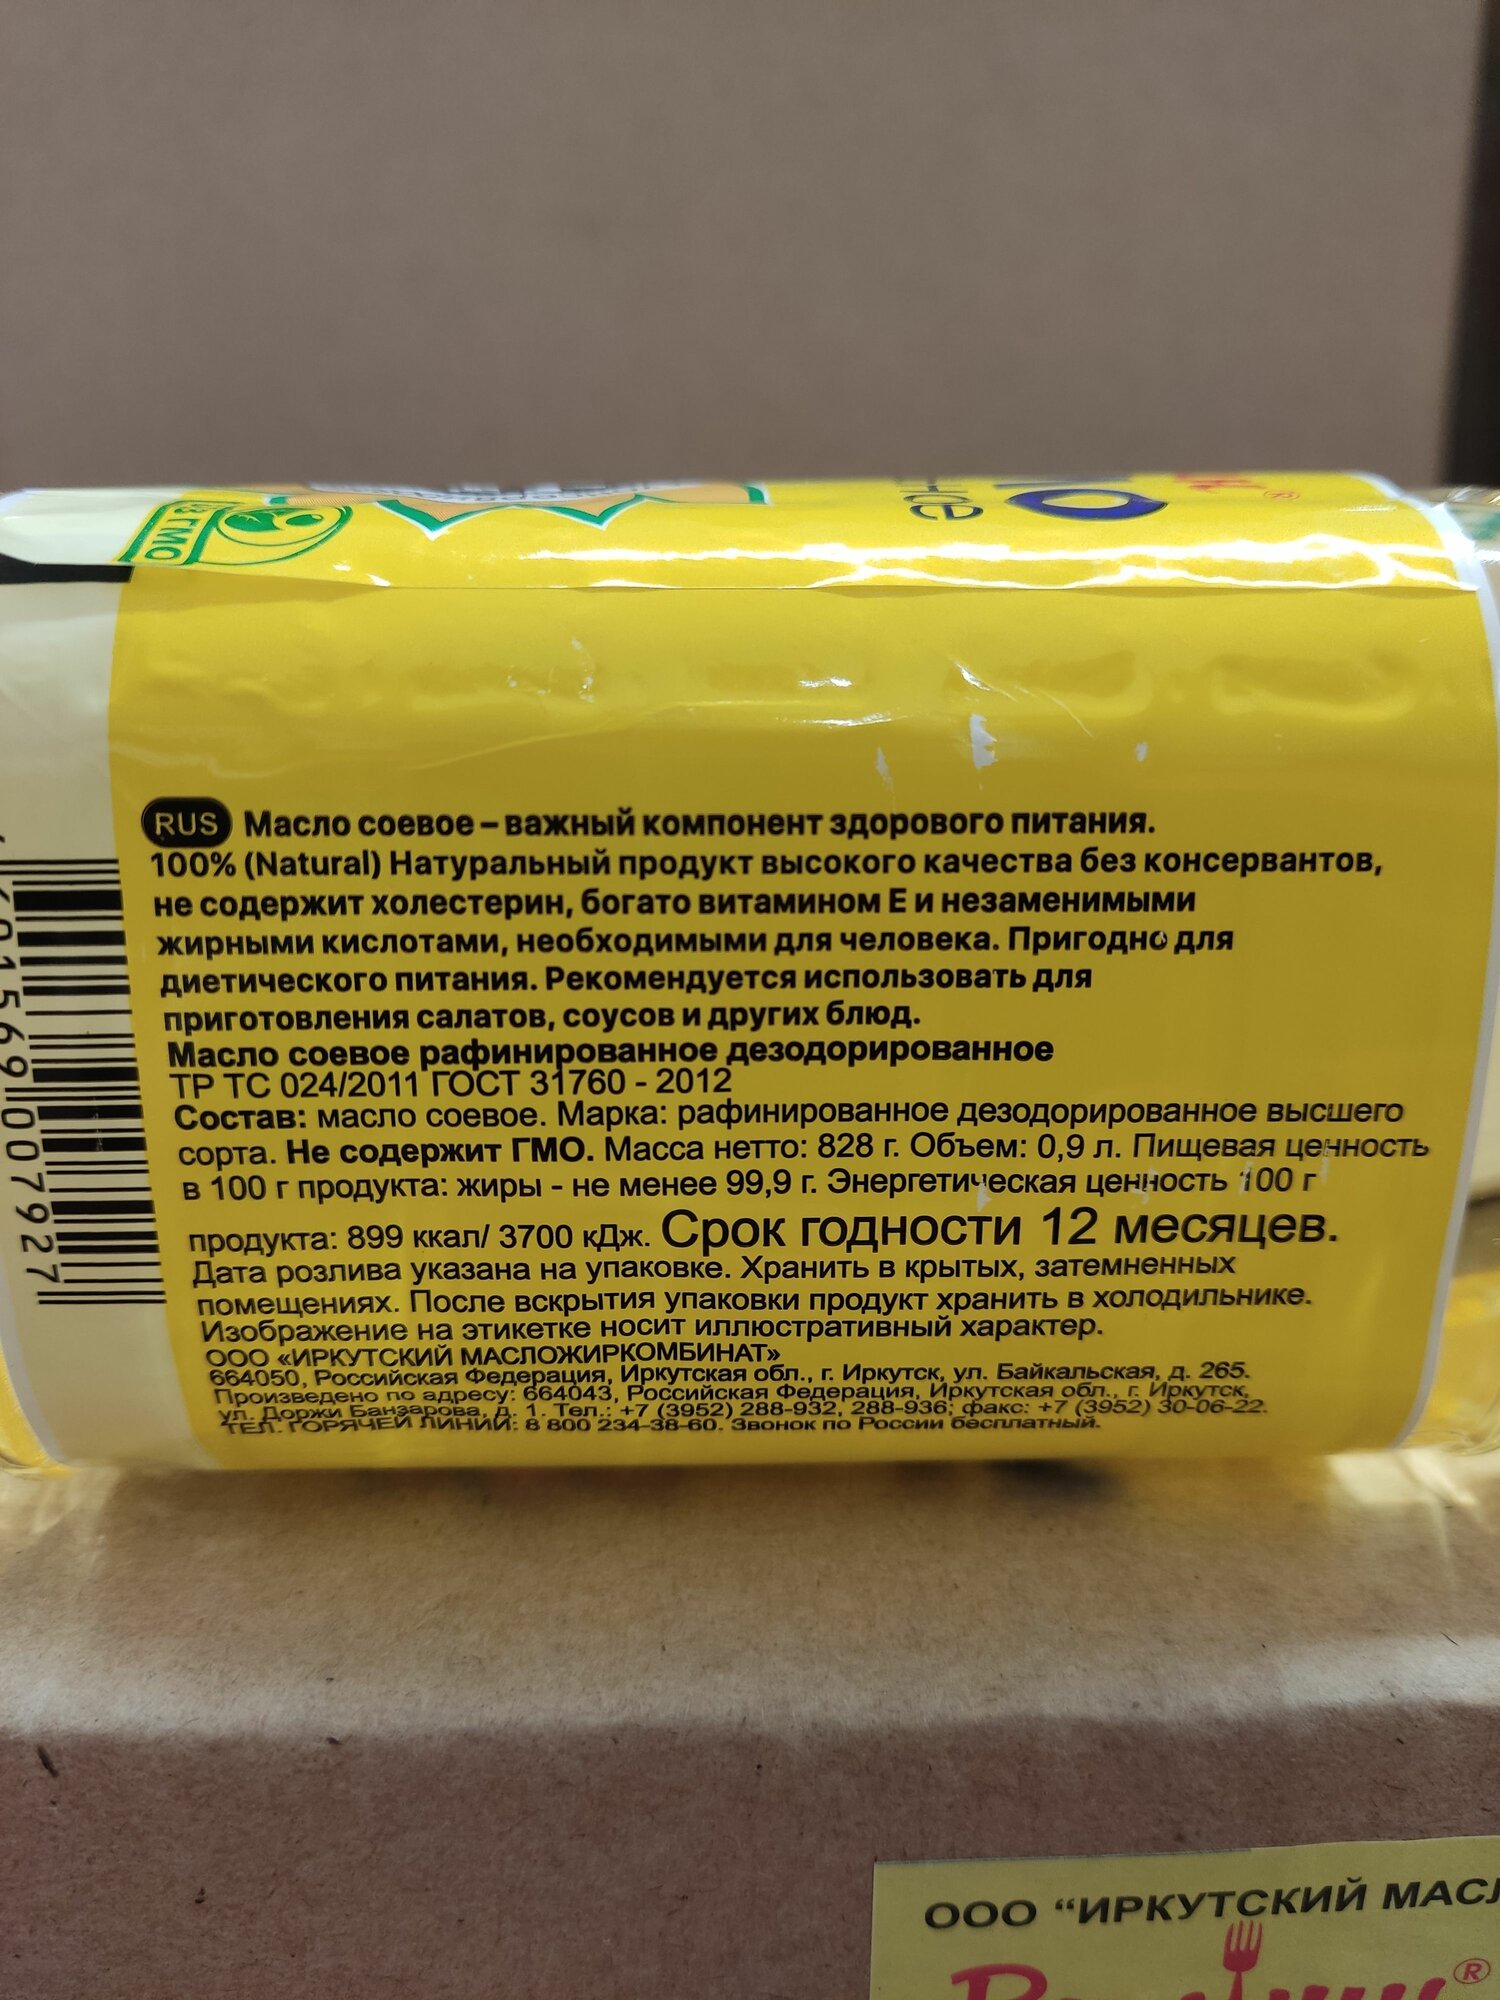 БЕЗ ГМО
®
RUS Масло соевое – важный компонент здорового питания.
100% (Natural) Натуральный продукт высокого качества без консервантов,
не содержит холестерин, богато витамином Е и незаменимыми
жирными кислотами, необходимыми для человека. Пригодно для
диетического питания. Рекомендуется использовать для
приготовления салатов, соусов и других блюд.
Масло соевое рафинированное дезодорированное
ТР ТС 024/2011 ГОСТ 31760 - 2012
Состав: масло соевое. Марка: рафинированное дезодорированное высшего
сорта. Не содержит ГМО. Масса нетто: 828 г. Объем: 0,9 л. Пищевая ценность
в 100 г продукта: жиры - не менее 99,9 г. Энергетическая ценность 100 г
продукта: 899 ккал/ 3700 кДж. Срок годности 12 месяцев.
Дата розлива указана на упаковке. Хранить в крытых, затемненных
помещениях. После вскрытия упаковки продукт хранить в холодильнике.
Изображение на этикетке носит иллюстративный характер.
ООО «ИРКУТСКИЙ МАСЛОЖИРКОМБИНАТ»
664050, Российская Федерация, Иркутская обл., г. Иркутск, ул. Байкальская, д. 265.
Произведено по адресу: 664043, Российская Федерация, Иркутская обл., г. Иркутск,
ул. Доржи Банзарова, д. 1. Тел.: +7 (3952) 288-932, 288-936; факс: +7 (3952) 30-06-22.
ТЕЛ. ГОРЯЧЕЙ ЛИНИИ: 8 800 234-38-60. Звонок по России бесплатный.
01569007927
ООО “ИРКУТСКИЙ МАСЛ
®